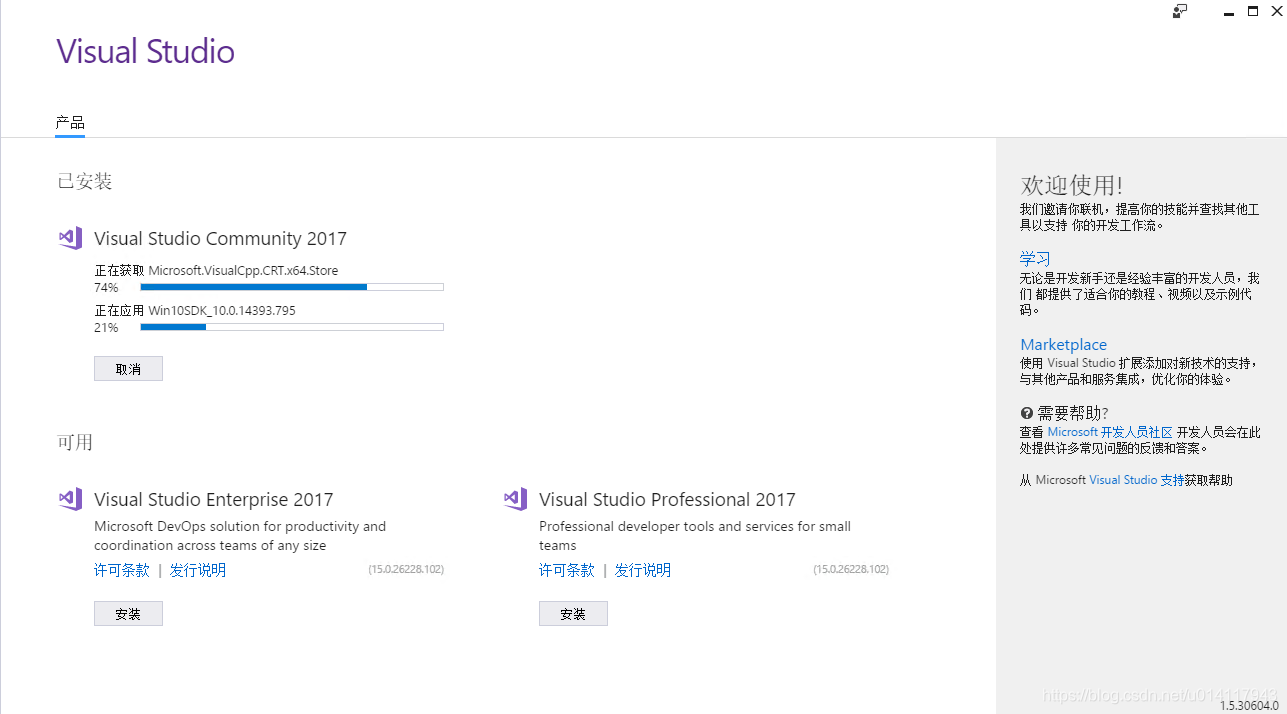 Visual Studio
产品
已安装
Visual Studio Community 2017
正在获取 Microsoft.VisualCpp.CRT.x64.Store
74%
正在应用 Win10SDK_10.0.14393.795
21%
取消
可用
Visual Studio Enterprise 2017
Microsoft DevOps solution for productivity and
coordination across teams of any size
许可条款 | 发行说明 (15.0.26228.102)
安装
Visual Studio Professional 2017
Professional developer tools and services for small
teams
许可条款 | 发行说明 (15.0.26228.102)
安装
欢迎使用!
我们邀请你联机，提高你的技能并查找其他工
具以支持 你的开发工作流。
学习
无论是开发新手还是经验丰富的开发人员，我
们 都提供了适合你的教程、视频以及示例代
码。
Marketplace
使用 Visual Studio 扩展添加对新技术的支持，
与其他产品和服务集成，优化你的体验。
需要帮助?
查看 Microsoft 开发人员社区 开发人员会在此
处提供许多常见问题的反馈和答案。
从 Microsoft Visual Studio 支持获取帮助
https://blog.csdn.net/u014117943
1.5.30604.0